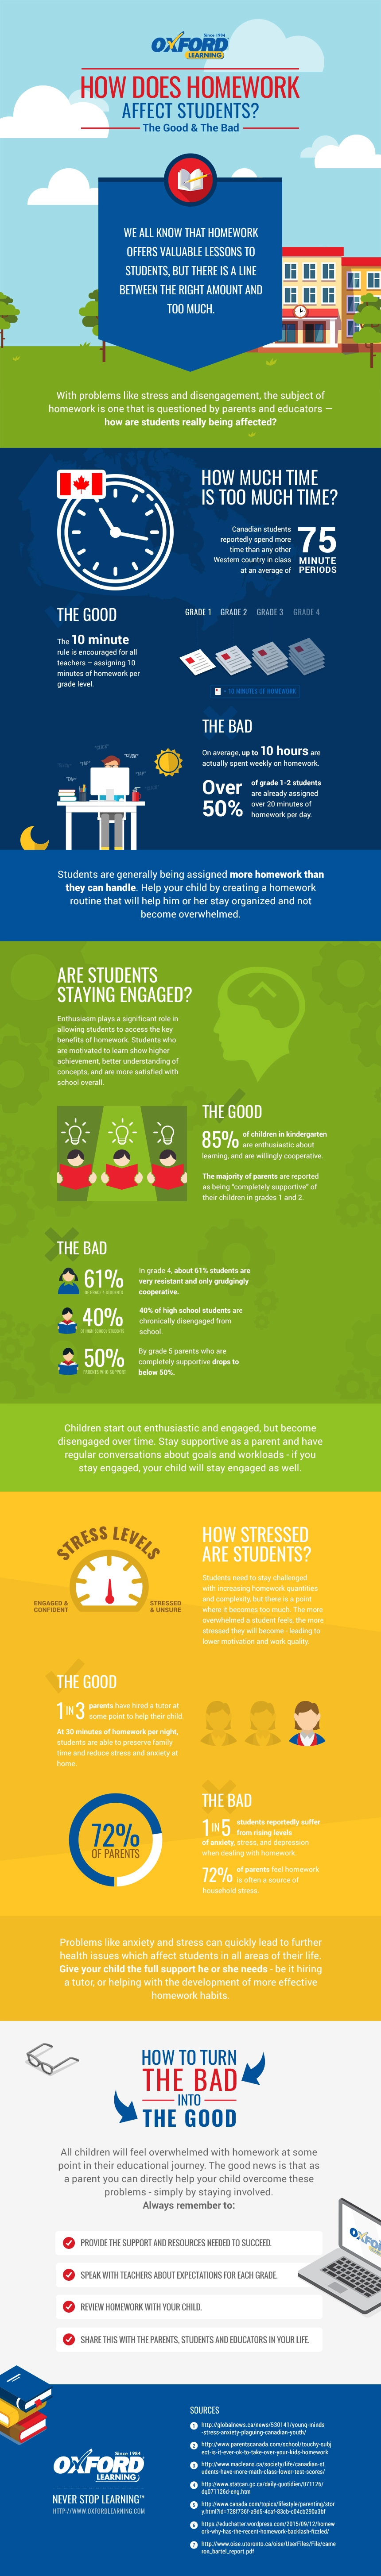 Since 1984
OXFORD
LEARNING
HOW DOES HOMEWORK
AFFECT STUDENTS?
The Good & The Bad
WE ALL KNOW THAT HOMEWORK
OFFERS VALUABLE LESSONS TO
STUDENTS, BUT THERE IS A LINE
BETWEEN THE RIGHT AMOUNT AND
TOO MUCH.
With problems like stress and disengagement, the subject of
homework is one that is questioned by parents and educators —
how are students really being affected?
HOW MUCH TIME
IS TOO MUCH TIME?
Canadian students
reportedly spend more
time than any other
Western country in class
at an average of
75
MINUTE
PERIODS
THE GOOD
The 10 minute
rule is encouraged for all
teachers – assigning 10
minutes of homework per
grade level.
GRADE 1 GRADE 2 GRADE 3 GRADE 4
= 10 MINUTES OF HOMEWORK
THE BAD
On average, up to 10 hours are
actually spent weekly on homework.
Over
50%
of grade 1-2 students
are already assigned
over 20 minutes of
homework per day.
Students are generally being assigned more homework than
they can handle. Help your child by creating a homework
routine that will help him or her stay organized and not
become overwhelmed.
ARE STUDENTS
STAYING ENGAGED?
Enthusiasm plays a significant role in
allowing students to access the key
benefits of homework. Students who
are motivated to learn show higher
achievement, better understanding of
concepts, and are more satisfied with
school overall.
THE GOOD
85% of children in kindergarten
are enthusiastic about
learning, and are willingly cooperative.
The majority of parents are reported
as being "completely supportive" of
their children in grades 1 and 2.
THE BAD
61%
OF GRADE 4 STUDENTS
In grade 4, about 61% students are
very resistant and only grudgingly
cooperative.
40%
IN HIGH SCHOOL STUDENTS
40% of high school students are
chronically disengaged from
school.
50%
PARENTS WHO SUPPORT
By grade 5 parents who are
completely supportive drops to
below 50%.
Children start out enthusiastic and engaged, but become
disengaged over time. Stay supportive as a parent and have
regular conversations about goals and workloads - if you
stay engaged, your child will stay engaged as well.
STRESS LEVELS
ENGAGED &
CONFIDENT
STRESSED
& UNSURE
HOW STRESSED
ARE STUDENTS?
Students need to stay challenged
with increasing homework quantities
and complexity, but there is a point
where it becomes too much. The more
overwhelmed a student feels, the more
stressed they will become - leading to
lower motivation and work quality.
THE GOOD
1 IN 3 parents have hired a tutor at
some point to help their child.
At 30 minutes of homework per night,
students are able to preserve family
time and reduce stress and anxiety at
home.
72%
OF PARENTS
THE BAD
1 IN 5 students reportedly suffer
from rising levels
of anxiety, stress, and depression
when dealing with homework.
72% of parents feel homework
is often a source of
household stress.
Problems like anxiety and stress can quickly lead to further
health issues which affect students in all areas of their life.
Give your child the full support he or she needs - be it hiring
a tutor, or helping with the development of more effective
homework habits.
HOW TO TURN
THE BAD
INTO
THE GOOD
All children will feel overwhelmed with homework at some
point in their educational journey. The good news is that as
a parent you can directly help your child overcome these
problems - simply by staying involved.
Always remember to:
PROVIDE THE SUPPORT AND RESOURCES NEEDED TO SUCCEED.
SPEAK WITH TEACHERS ABOUT EXPECTATIONS FOR EACH GRADE.
REVIEW HOMEWORK WITH YOUR CHILD.
SHARE THIS WITH THE PARENTS, STUDENTS AND EDUCATORS IN YOUR LIFE.
Since 1984
OXFORD
LEARNING
NEVER STOP LEARNING™
HTTP://WWW.OXFORDLEARNING.COM
SOURCES
1 http://globalnews.ca/news/530141/young-minds
-stress-anxiety-plaguing-canadian-youth/
2 http://www.parentscanada.com/school/touchy-subj
ect-is-it-ever-ok-to-take-over-your-kids-homework
3 http://www.macleans.ca/society/life/canadian-st
udents-have-more-math-class-lower-test-scores/
4 http://www.statcan.gc.ca/daily-quotidien/071126/
dq071126d-eng.htm
5 http://www.canada.com/topics/lifestyle/parenting/stor
y.html?id=728f736f-a9d5-4caf-83cb-c04cb290a3bf
6 https://educhatter.wordpress.com/2015/09/12/homew
ork-why-has-the-recent-homework-backlash-fizzled/
7 http://www.oise.utoronto.ca/oise/UserFiles/File/came
ron_bartel_report.pdf